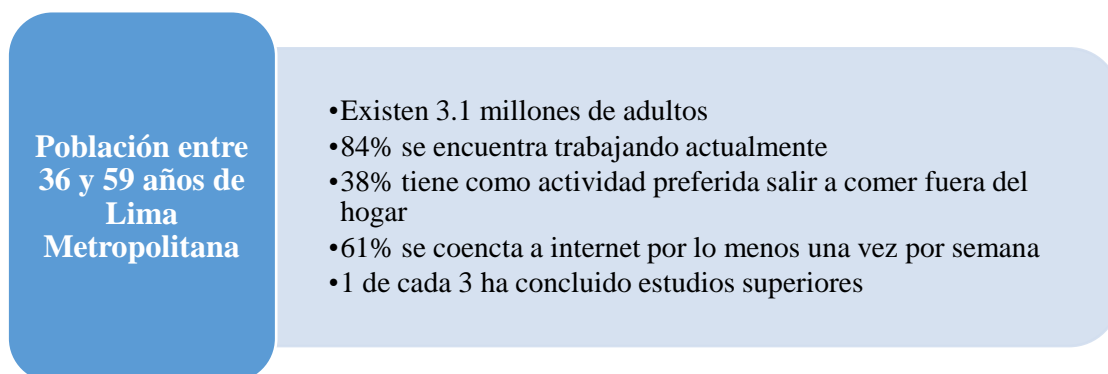 Población entre
36 y 59 años de
Lima
Metropolitana
•Existen 3.1 millones de adultos
•84% se encuentra trabajando actualmente
•38% tiene como actividad preferida salir a comer fuera del
hogar
•61% se coencta a internet por lo menos una vez por semana
•1 de cada 3 ha concluido estudios superiores